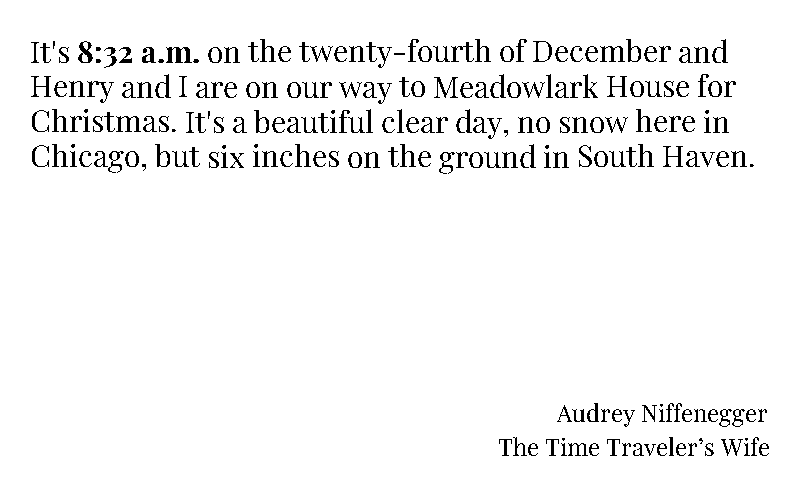 It's 8:32 a.m. on the twenty-fourth of December and
Henry and I are on our way to Meadowlark House for
Christmas. It's a beautiful clear day, no snow here in
Chicago, but six inches on the ground in South Haven.
Audrey Niffenegger
The Time Traveler’s Wife